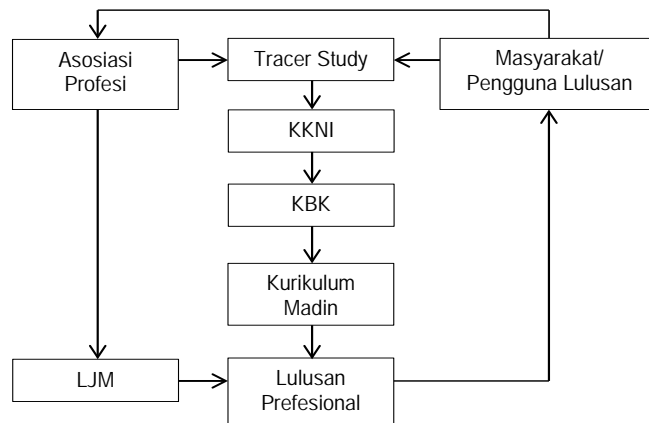 Asosiasi
Profesi
Tracer Study
Masyarakat/
Pengguna Lulusan
KKNI
KBK
Kurikulum
Madin
LJM
Lulusan
Prefesional